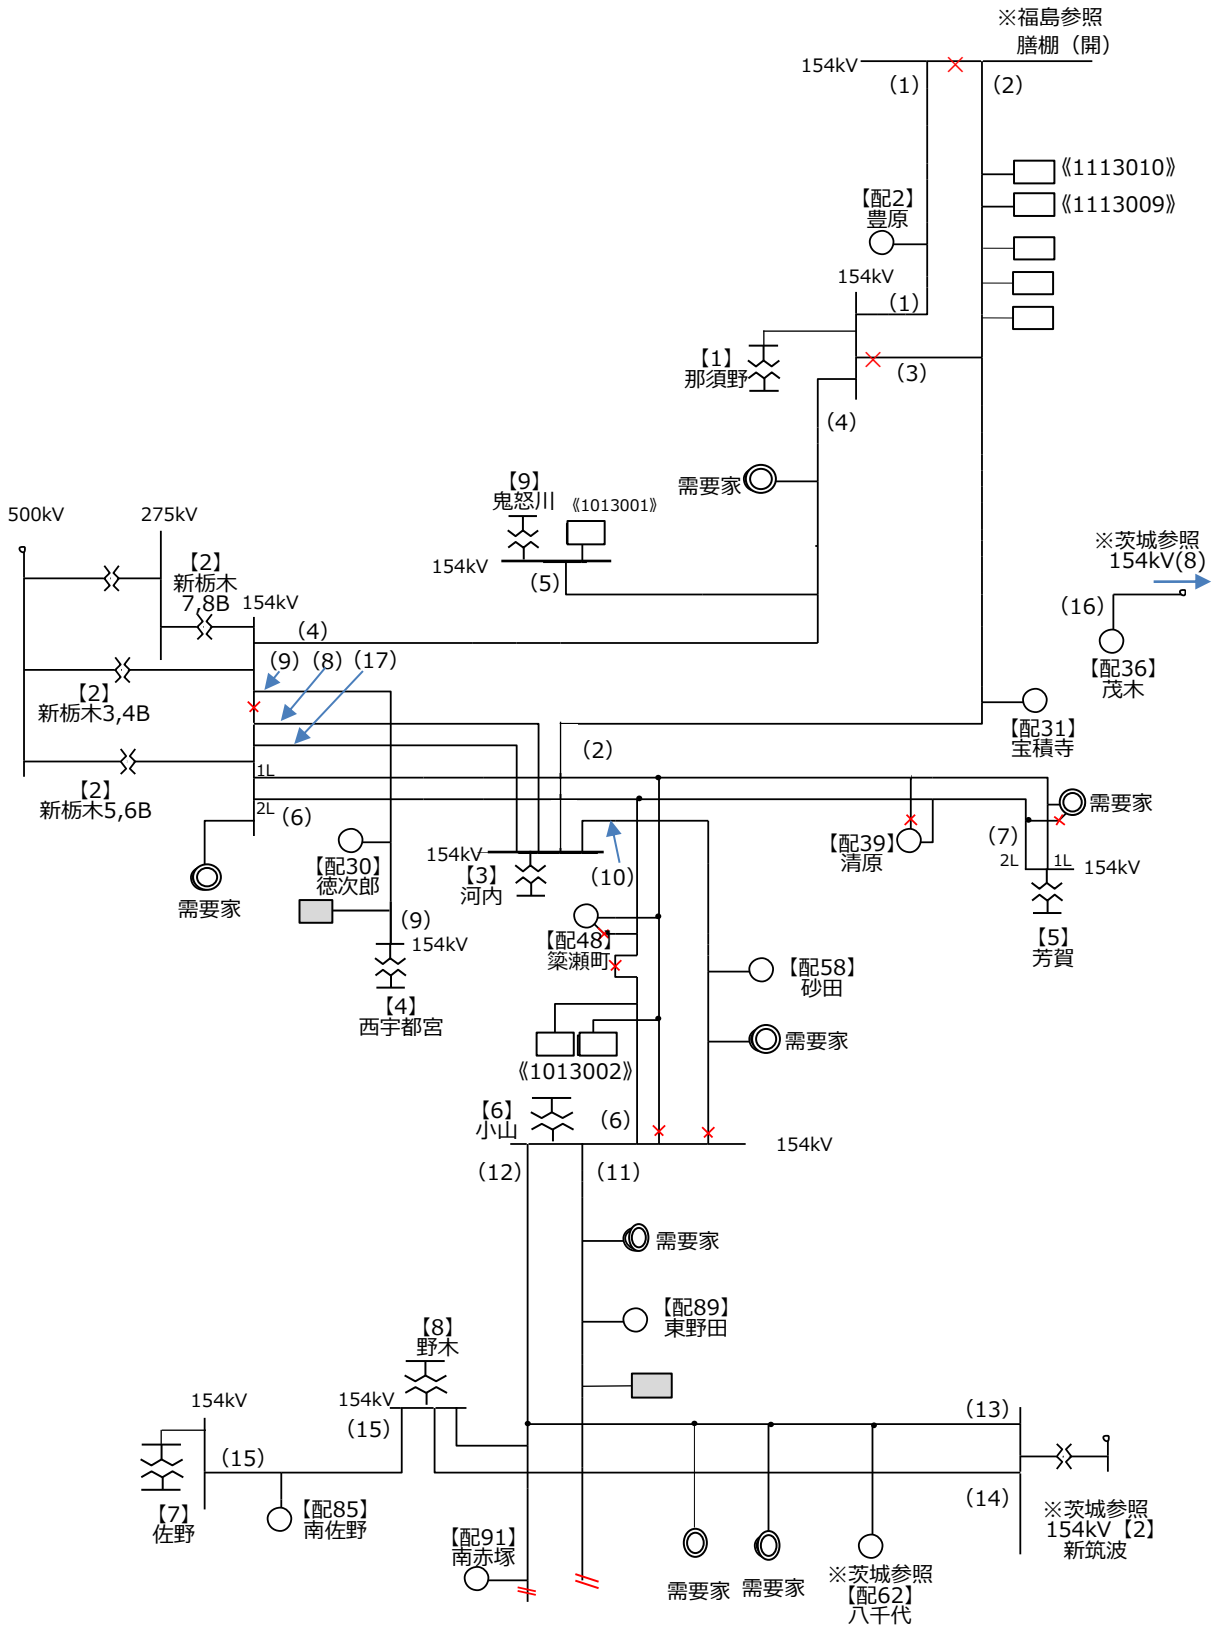 ※福島参照
膳棚（開）
154kV
（1）
（2）
《1113010》
《1113009》
【配2】
豊原
154kV
（1）
【1】
那須野
（3）
（4）
需要家
【9】
鬼怒川
《1013001》
154kV
（5）
500kV
275kV
【2】
新栃木
7,8B
154kV
（4）
※茨城参照
154kV(8)
（16）
【配36】
茂木
（9）
（8）
（17）
【2】
新栃木3,4B
（2）
【配31】
宝積寺
【2】
新栃木5,6B
1L
2L
（6）
需要家
【配30】
徳次郎
154kV
【3】
河内
（10）
【配39】
清原
需要家
（7）
2L
1L
154kV
【5】
芳賀
需要家
（9）
154kV
【4】
西宇都宮
【配48】
簗瀬町
【配58】
砂田
需要家
《1013002》
【6】
小山
（6）
154kV
（12）
（11）
需要家
【配89】
東野田
【8】
野木
154kV
154kV
（15）
（15）
（13）
（14）
【7】
佐野
【配85】
南佐野
【配91】
南赤塚
需要家
需要家
※茨城参照
【配62】
八千代
※茨城参照
154kV【2】
新筑波